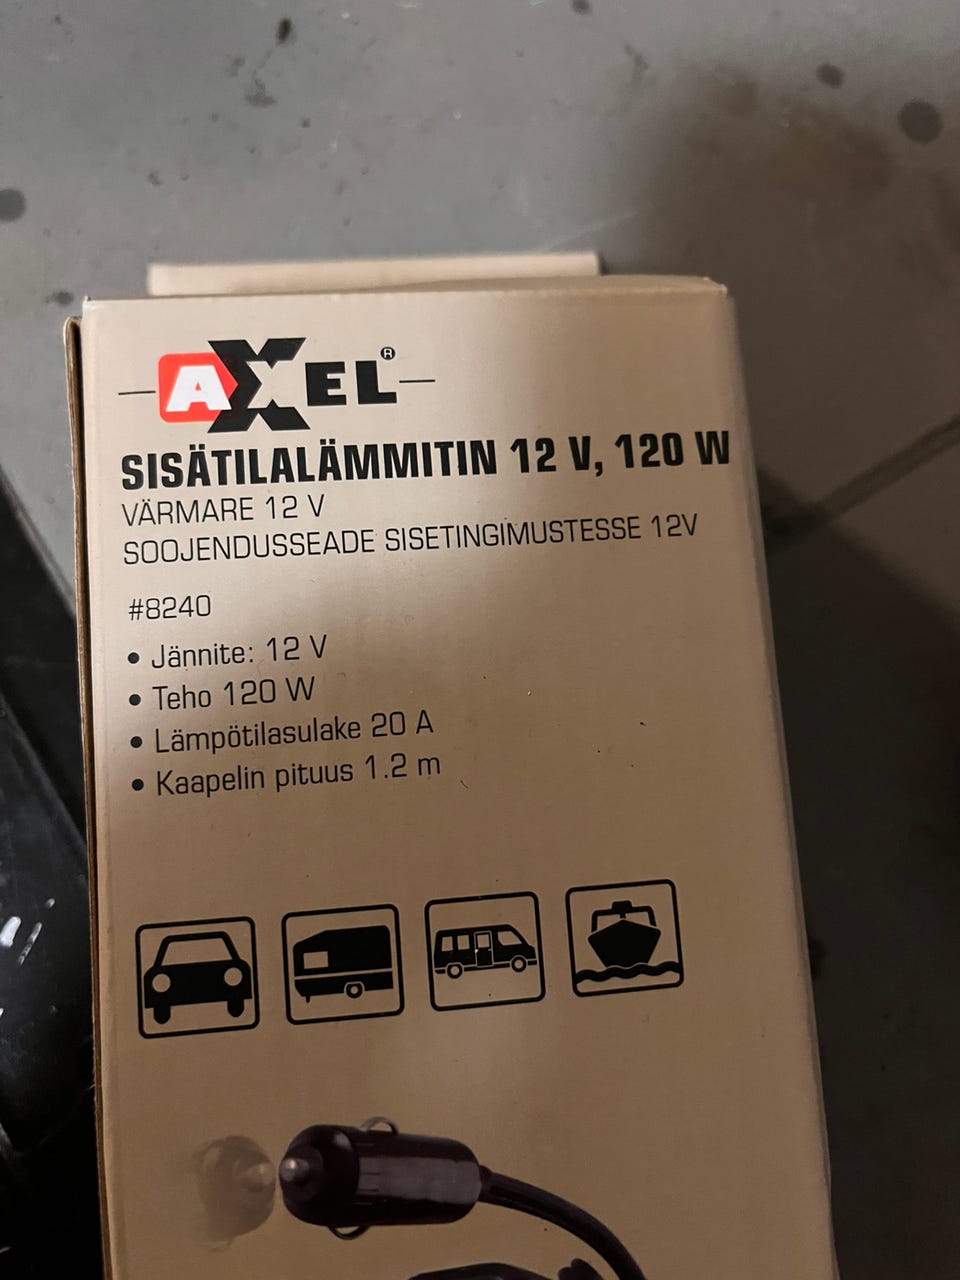 AXEL®
SISÄTILALÄMMITIN 12 V, 120 W
VÄRMARE 12 V
SOOJENDUSSEADE SISETINGIMUSTESSE 12V
#8240
• Jännite: 12 V
• Teho 120 W
• Lämpötilasulake 20 A
• Kaapelin pituus 1.2 m